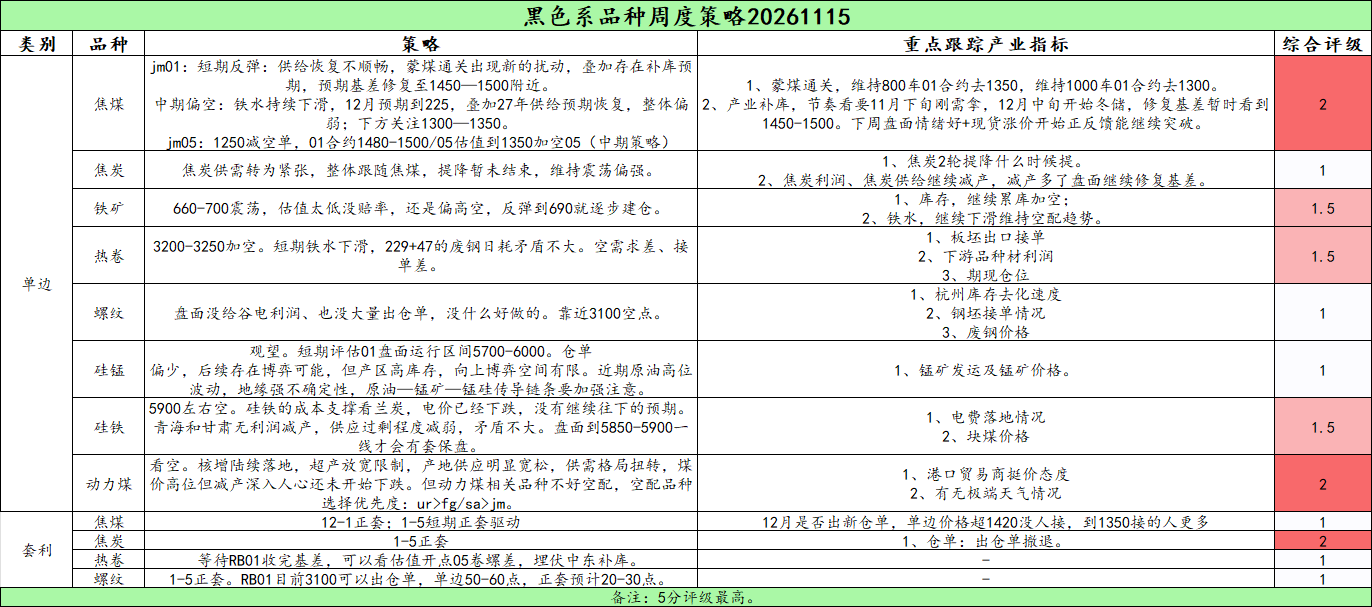 黑色系品种周度策略20261115
类别
品种
策略
重点跟踪产业指标
综合评级
单边
焦煤
jm01：短期反弹：供给恢复不顺畅，蒙煤通关出现新的扰动，叠加存在补库预
期，预期基差修复至1450—1500附近。
中期偏空：铁水持续下滑，12月预期到225，叠加27年供给预期恢复，整体偏
弱；下方关注1300—1350。
jm05：1250减空单，01合约1480-1500/05估值到1350加空05（中期策略）
1、蒙煤通关，维持800车01合约去1350，维持1000车01合约去1300。
2、产业补库，节奏看要11月下旬刚需拿，12月中旬开始冬储，修复基差暂时看到
1450-1500。下周盘面情绪好+现货涨价开始正反馈能继续突破。
2
焦炭
焦炭供需转为紧张，整体跟随焦煤，提降暂未结束，维持震荡偏强。
1、焦炭2轮提降什么时候提。
2、焦炭利润、焦炭供给继续减产，减产多了盘面继续修复基差。
1
铁矿
660-700震荡，估值太低没赔率，还是偏高空，反弹到690就逐步建仓。
1、库存，继续累库加空；
2、铁水，继续下滑维持空配趋势。
1.5
热卷
3200-3250加空。短期铁水下滑，229+47的废钢日耗矛盾不大。空需求差、接
单差。
1、板坯出口接单
2、下游品种材利润
3、期现仓位
1.5
螺纹
盘面没给谷电利润、也没大量出仓单，没什么好做的。靠近3100空点。
1、杭州库存去化速度
2、钢坯接单情况
3、废钢价格
1
硅锰
观望。短期评估01盘面运行区间5700-6000。仓单
偏少，后续存在博弈可能，但产区高库存，向上博弈空间有限。近期原油高位
波动，地缘强不确定性，原油—锰矿—锰硅传导链条要加强注意。
1、锰矿发运及锰矿价格。
1
硅铁
5900左右空。硅铁的成本支撑看兰炭，电价已经下跌，没有继续往下的预期。
青海和甘肃无利润减产，供应过剩程度减弱，矛盾不大。盘面到5850-5900一
线才会有套保盘。
1、电费落地情况
2、块煤价格
1.5
动力煤
看空。核增陆续落地，超产放宽限制，产地供应明显宽松，供需格局扭转，煤
价高位但减产深入人心还未开始下跌。但动力煤相关品种不好空配，空配品种
选择优先度：ur>fg/sa>jm。
1、港口贸易商挺价态度
2、有无极端天气情况
2
套利
焦煤
12-1正套；1-5短期正套驱动
12月是否出新仓单，单边价格超1420没人接，到1350接的人更多
1
焦炭
1-5正套
1、仓单：出仓单撤退。
2
热卷
等待RB01收完基差，可以看估值开点05卷螺差，埋伏中东补库。
-
1
螺纹
1-5正套。RB01目前3100可以出仓单，单边50-60点，正套预计20-30点。
-
1
备注：5分评级最高。